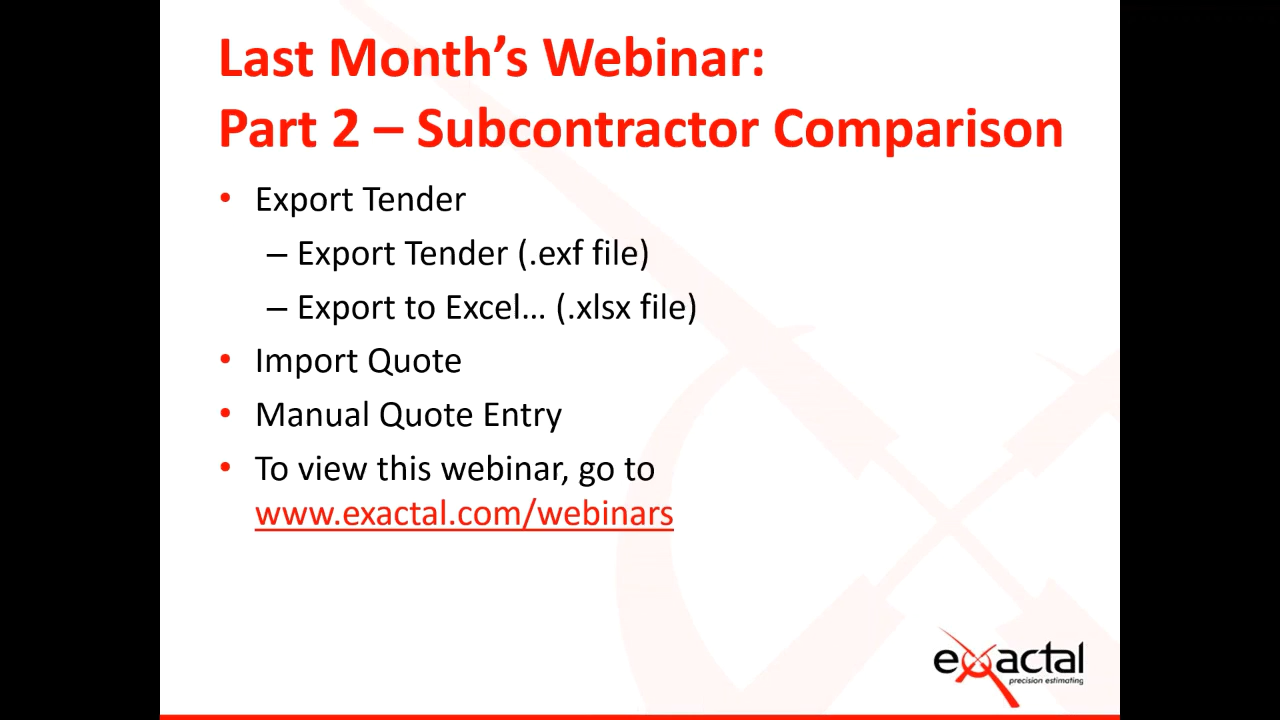 Last Month’s Webinar:
Part 2 – Subcontractor Comparison
• Export Tender
– Export Tender (.exf file)
– Export to Excel... (.xlsx file)
• Import Quote
• Manual Quote Entry
• To view this webinar, go to
www.exactal.com/webinars
exactal
precision estimating